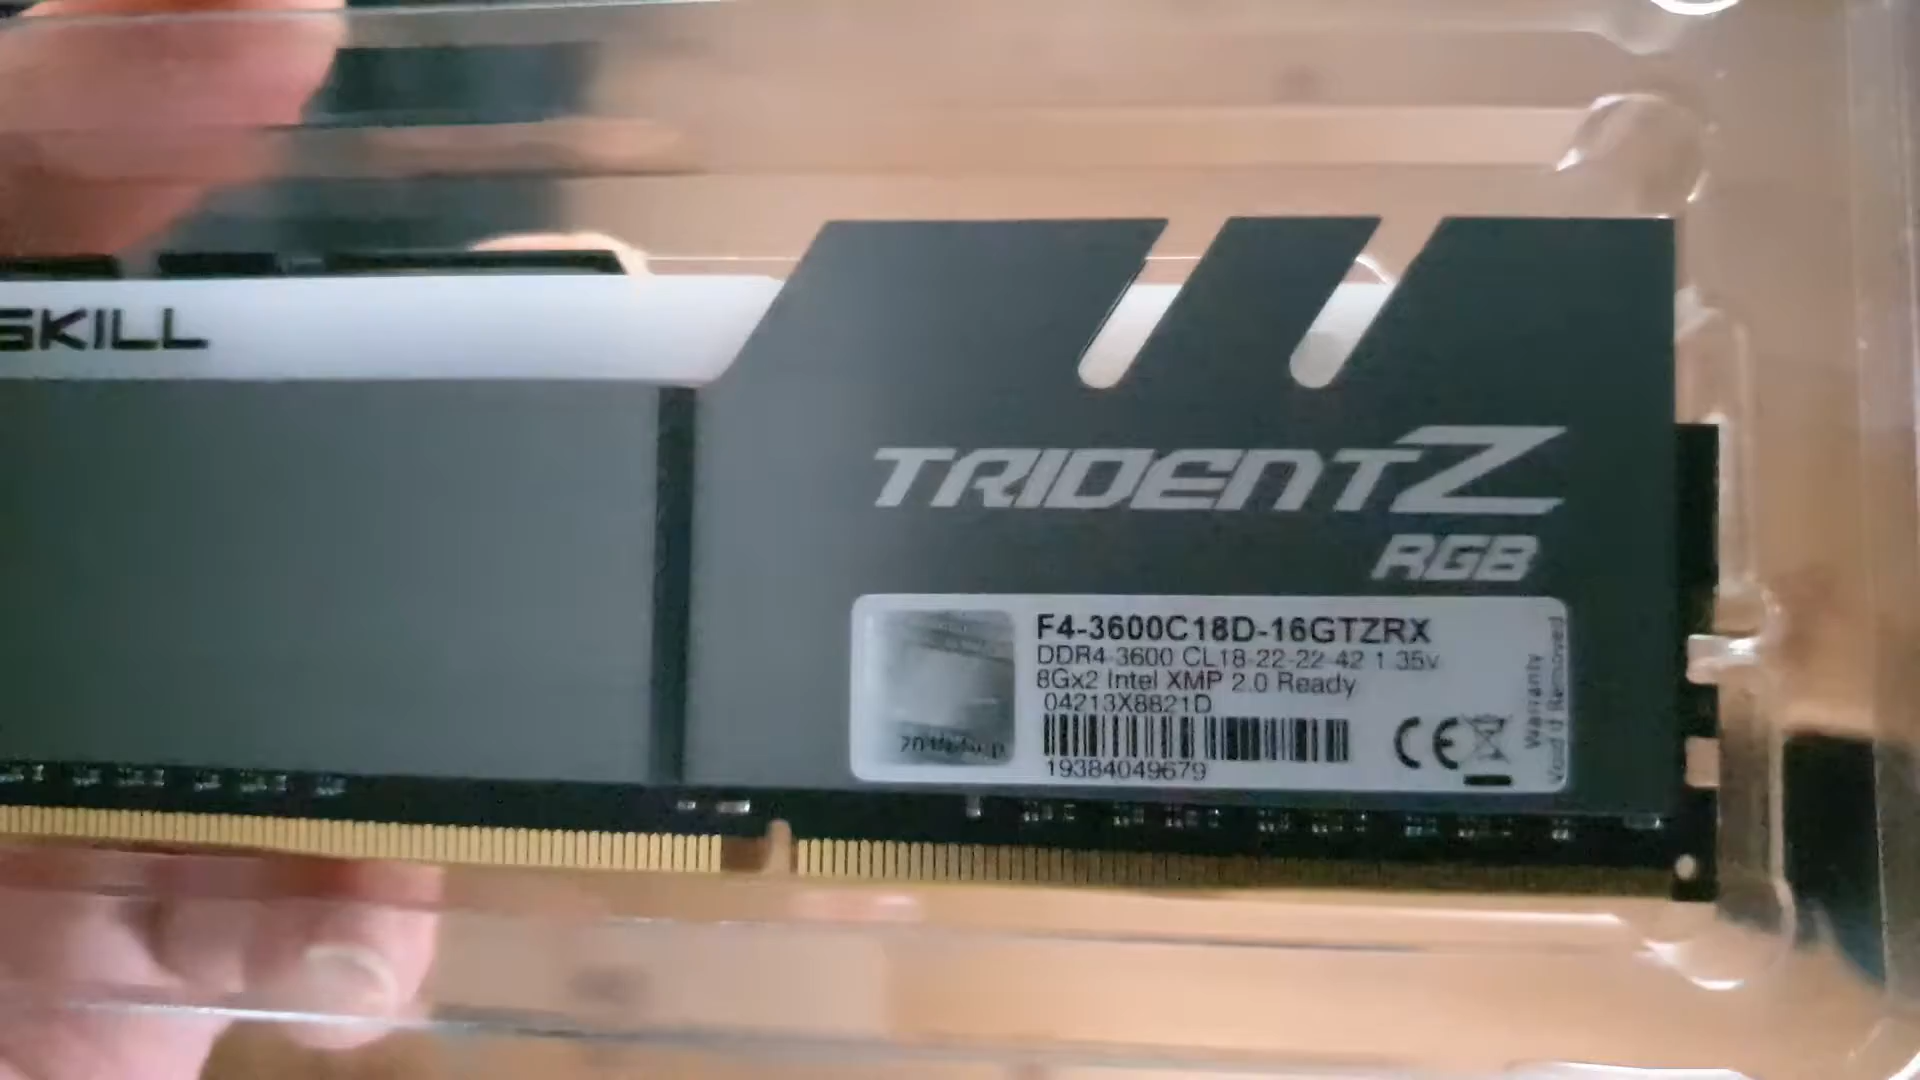 SKILL
TRIDENTZ
RGB
F4-3600C18D-16GTZRX
DDR4-3600 CL18-22-22-42 1.35v
8Gx2 Intel XMP 2.0 Ready
04213X8821D
19384049679
CE
Warranty
Void if Removed